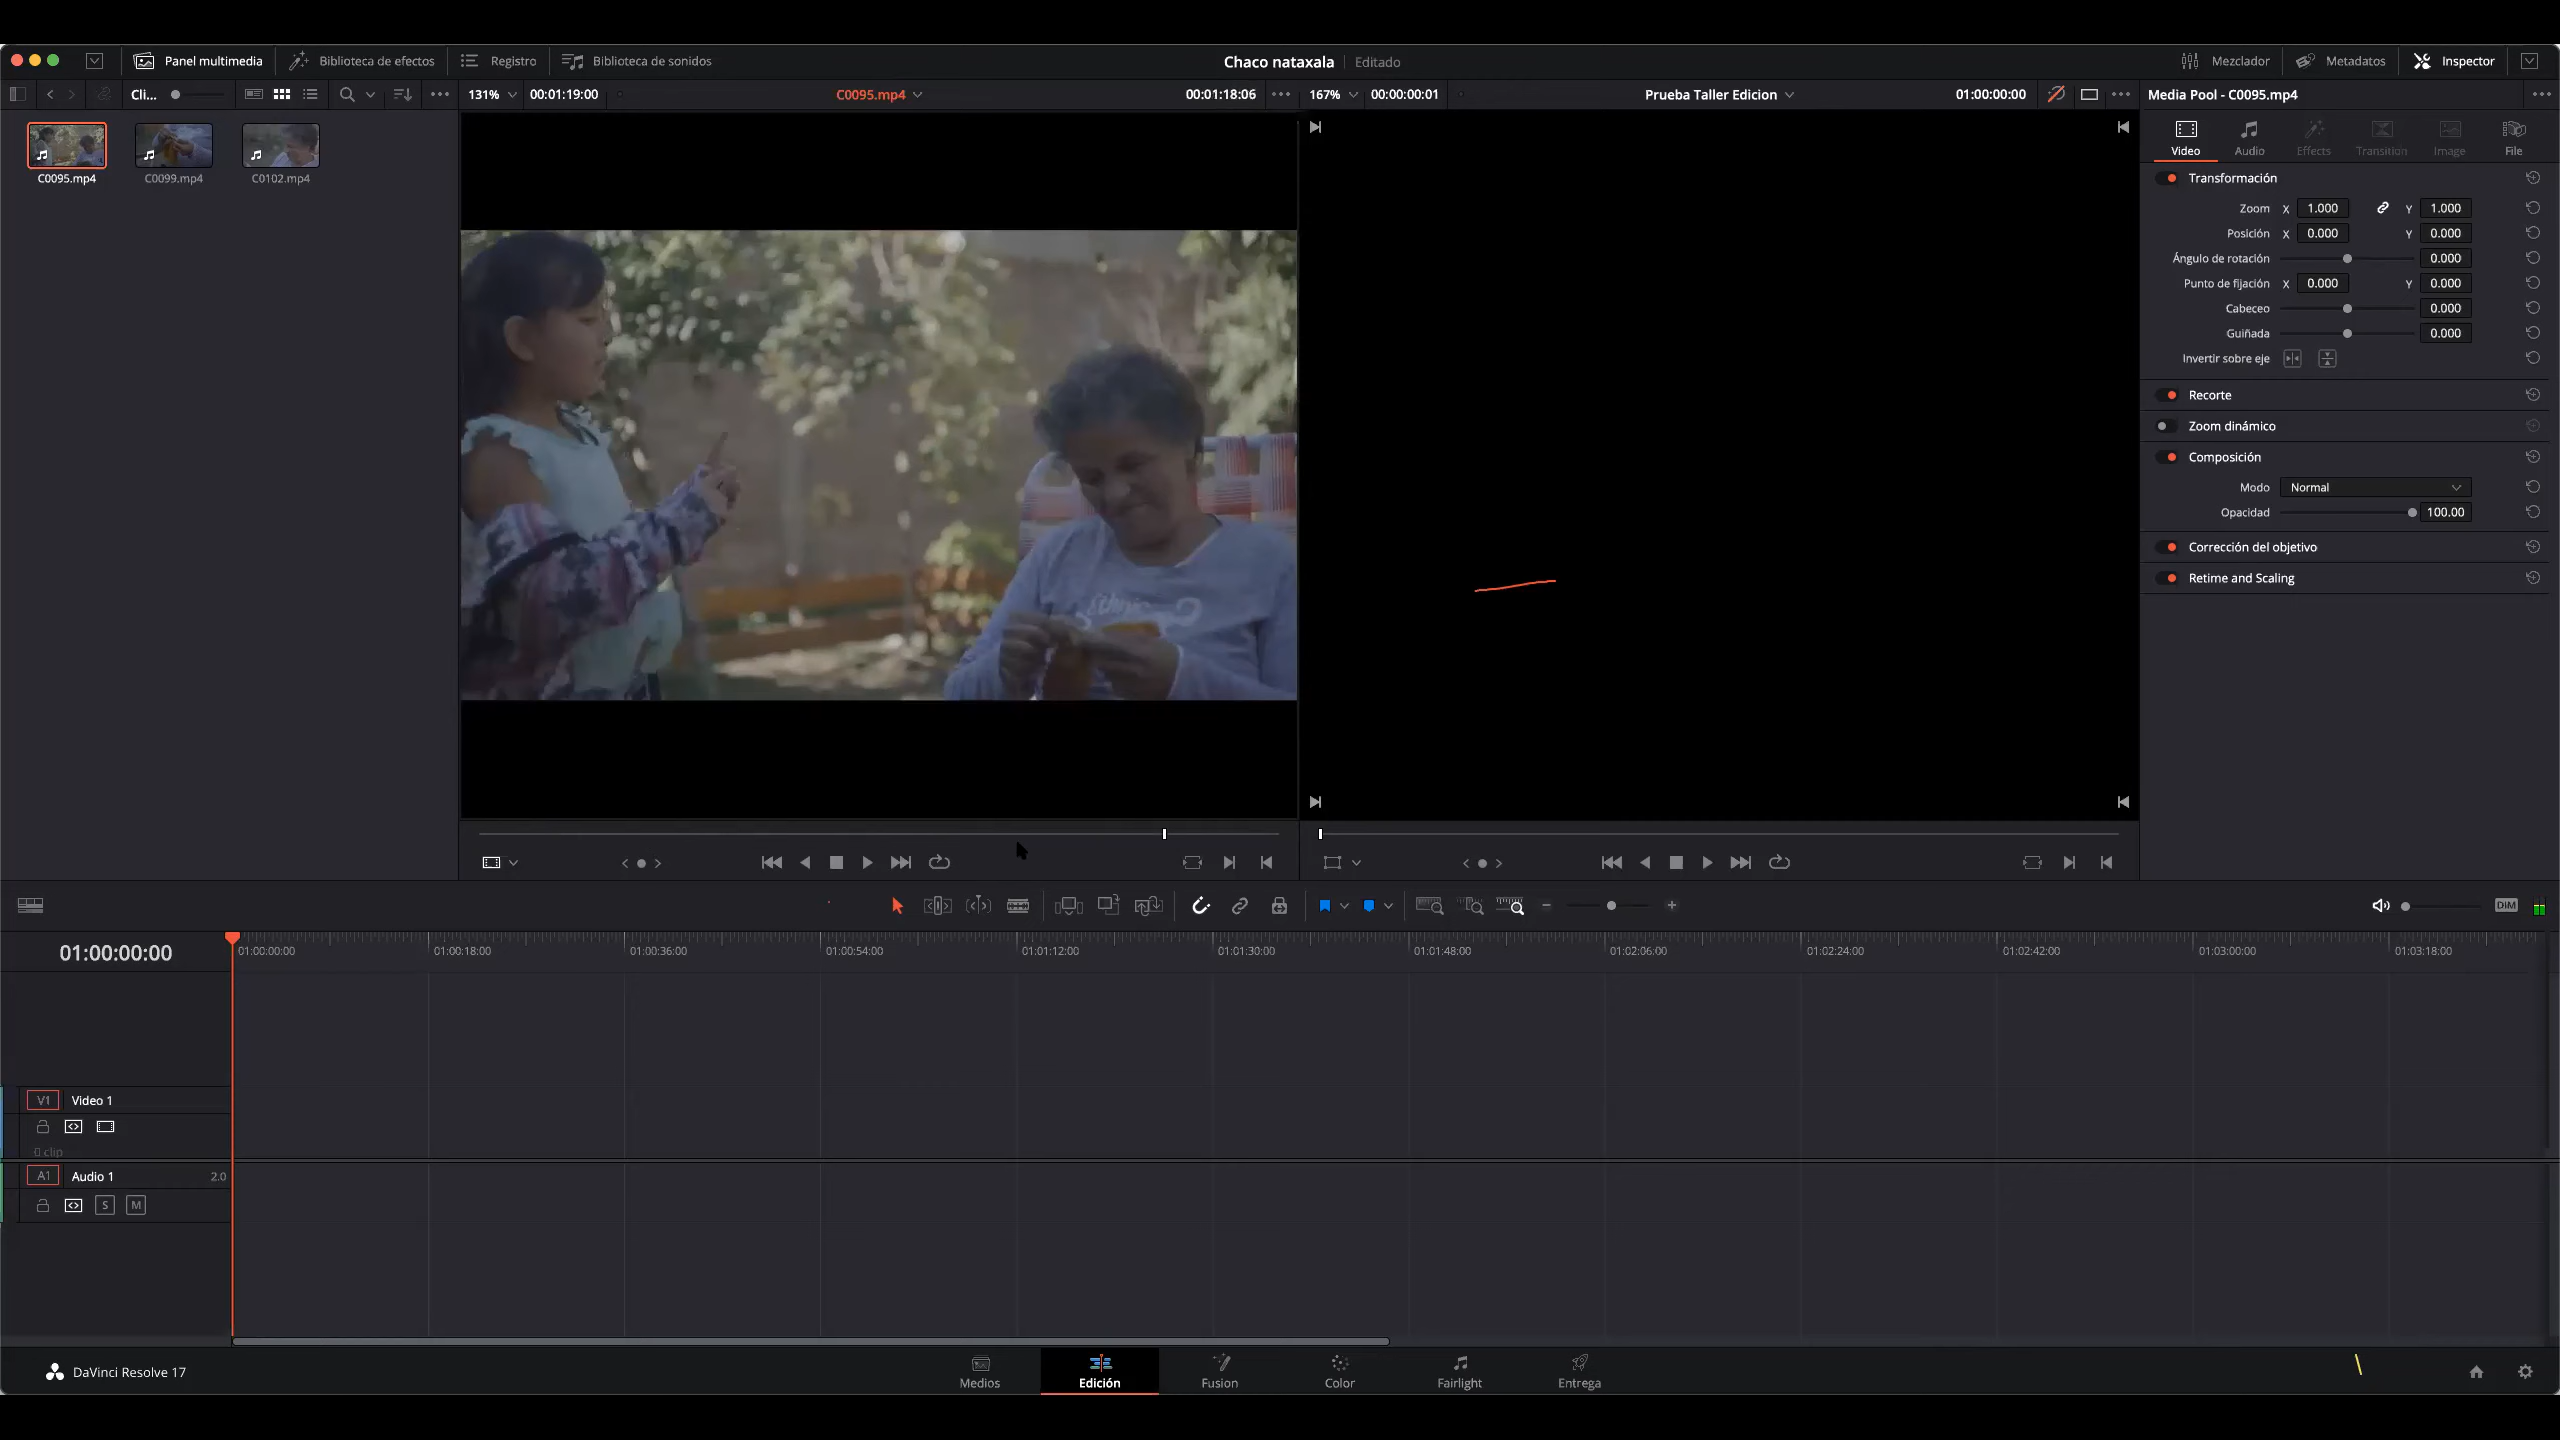 Panel multimedia
Biblioteca de efectos
Registro
Biblioteca de sonidos
Chaco nataxala
Editado
Mezclador
Metadatos
Inspector
Cli...
131%
00:01:19:00
C0095.mp4
00:01:18:06
167%
00:00:00:01
Prueba Taller Edicion
01:00:00:00
Media Pool - C0095.mp4
C0095.mp4
C0099.mp4
C0102.mp4
Video
Audio
Effects
Transition
Image
File
Transformación
Zoom X 1.000 Y 1.000
Posición X 0.000 Y 0.000
Ángulo de rotación 0.000
Punto de fijación X 0.000 Y 0.000
Cabeceo 0.000
Guiñada 0.000
Invertir sobre eje
Recorte
Zoom dinámico
Composición
Modo Normal
Opacidad 100.00
Corrección del objetivo
Retime and Scaling
Ethnic
DIM
01:00:00:00
01:00:00:00
01:00:18:00
01:00:36:00
01:00:54:00
01:01:12:00
01:01:30:00
01:01:48:00
01:02:06:00
01:02:24:00
01:02:42:00
01:03:00:00
01:03:18:00
V1 Video 1
0 clip
A1 Audio 1 2.0
S M
DaVinci Resolve 17
Medios
Edición
Fusion
Color
Fairlight
Entrega